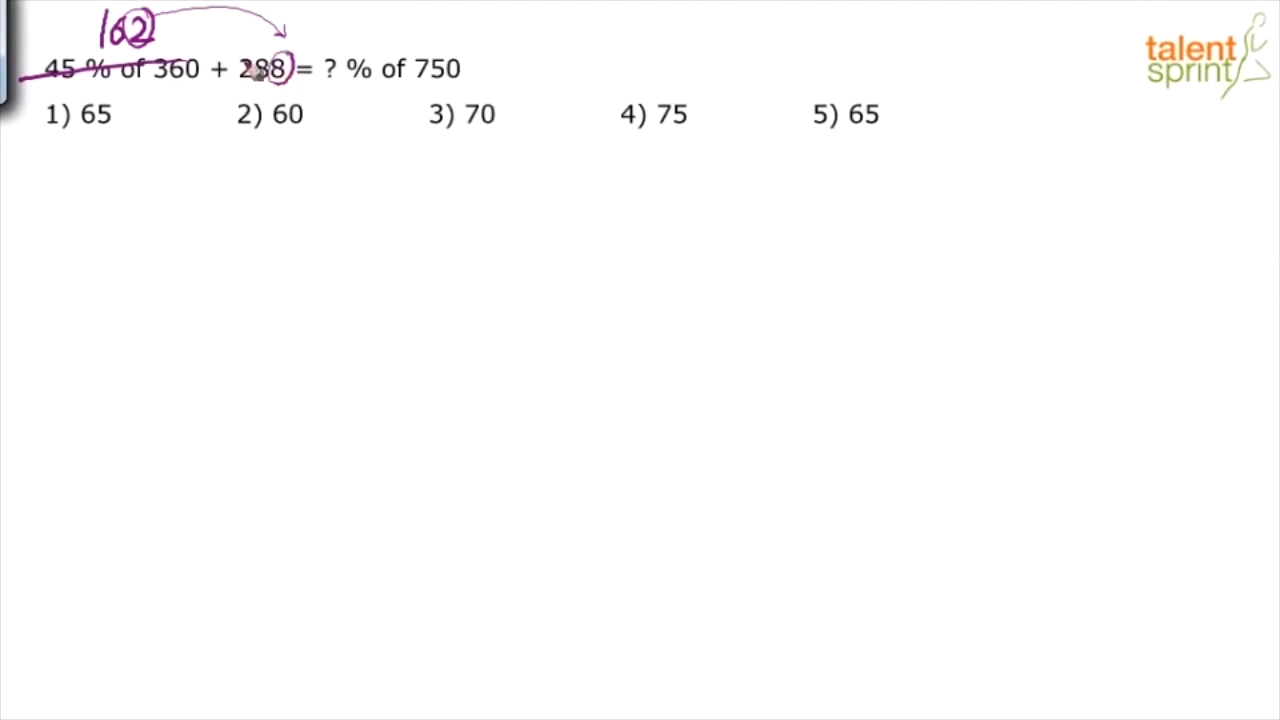 162
45 % of 360 + 288 = ? % of 750
1) 65 2) 60 3) 70 4) 75 5) 65
talent
sprint